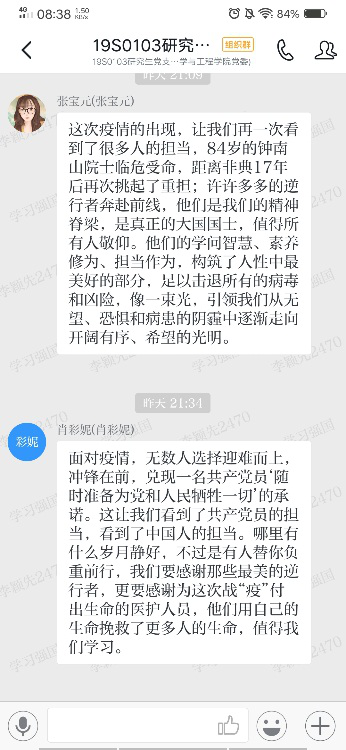 4G 08:38 1.50 KB/S 84%
19S0103研究… 组织群
19S0103研究生党支…学与工程学院党委)
昨天 21:09
张宝元(张宝元)
这次疫情的出现，让我们再一次看
到了很多人的担当，84岁的钟南
山院士临危受命，距离非典17年
后再次挑起了重担；许许多多的逆
行者奔赴前线，他们是我们的精神
脊梁，是真正的大国国士，值得所
有人敬仰。他们的学问智慧、素养
修为、担当作为，构筑了人性中最
美好的部分，足以击退所有的病毒
和凶险，像一束光，引领我们从无
望、恐惧和病患的阴霾中逐渐走向
开阔有序、希望的光明。
昨天 21:34
彩妮
肖彩妮(肖彩妮)
面对疫情，无数人选择迎难而上，
冲锋在前，兑现一名共产党员‘随
时准备为党和人民牺牲一切’的承
诺。这让我们看到了共产党员的担
当，看到了中国人的担当。哪里有
什么岁月静好，不过是有人替你负
重前行，我们要感谢那些最美的逆
行者，更要感谢为这次战“疫”付
出生命的医护人员，他们用自己的
生命挽救了更多人的生命，值得我
们学习。
学习强国
李颖先2470